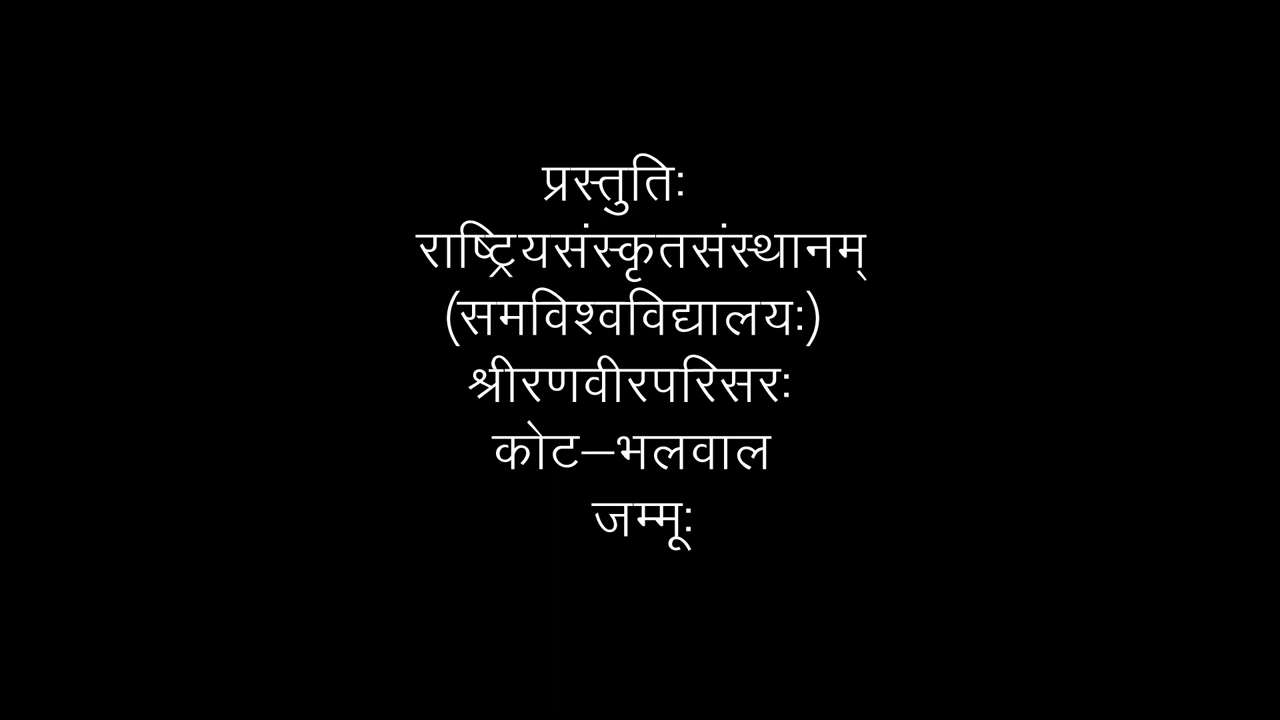 प्रस्तुतिः
राष्ट्रियसंस्कृतसंस्थानम्
(समविश्वविद्यालयः)
श्रीरणवीरपरिसरः
कोट–भलवाल
जम्मूः